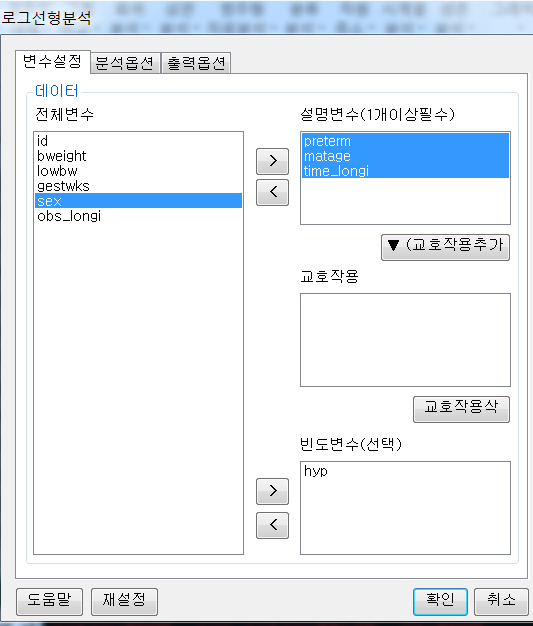 로그선형분석
변수설정 분석옵션 출력옵션
데이터
전체변수
id
bweight
lowbw
gestwks
sex
obs_longi
>
<
설명변수(1개이상필수)
preterm
matage
time_longi
▼ (교호작용추가
교호작용
교호작용삭
빈도변수(선택)
hyp
>
<
도움말 재설정 확인 취소